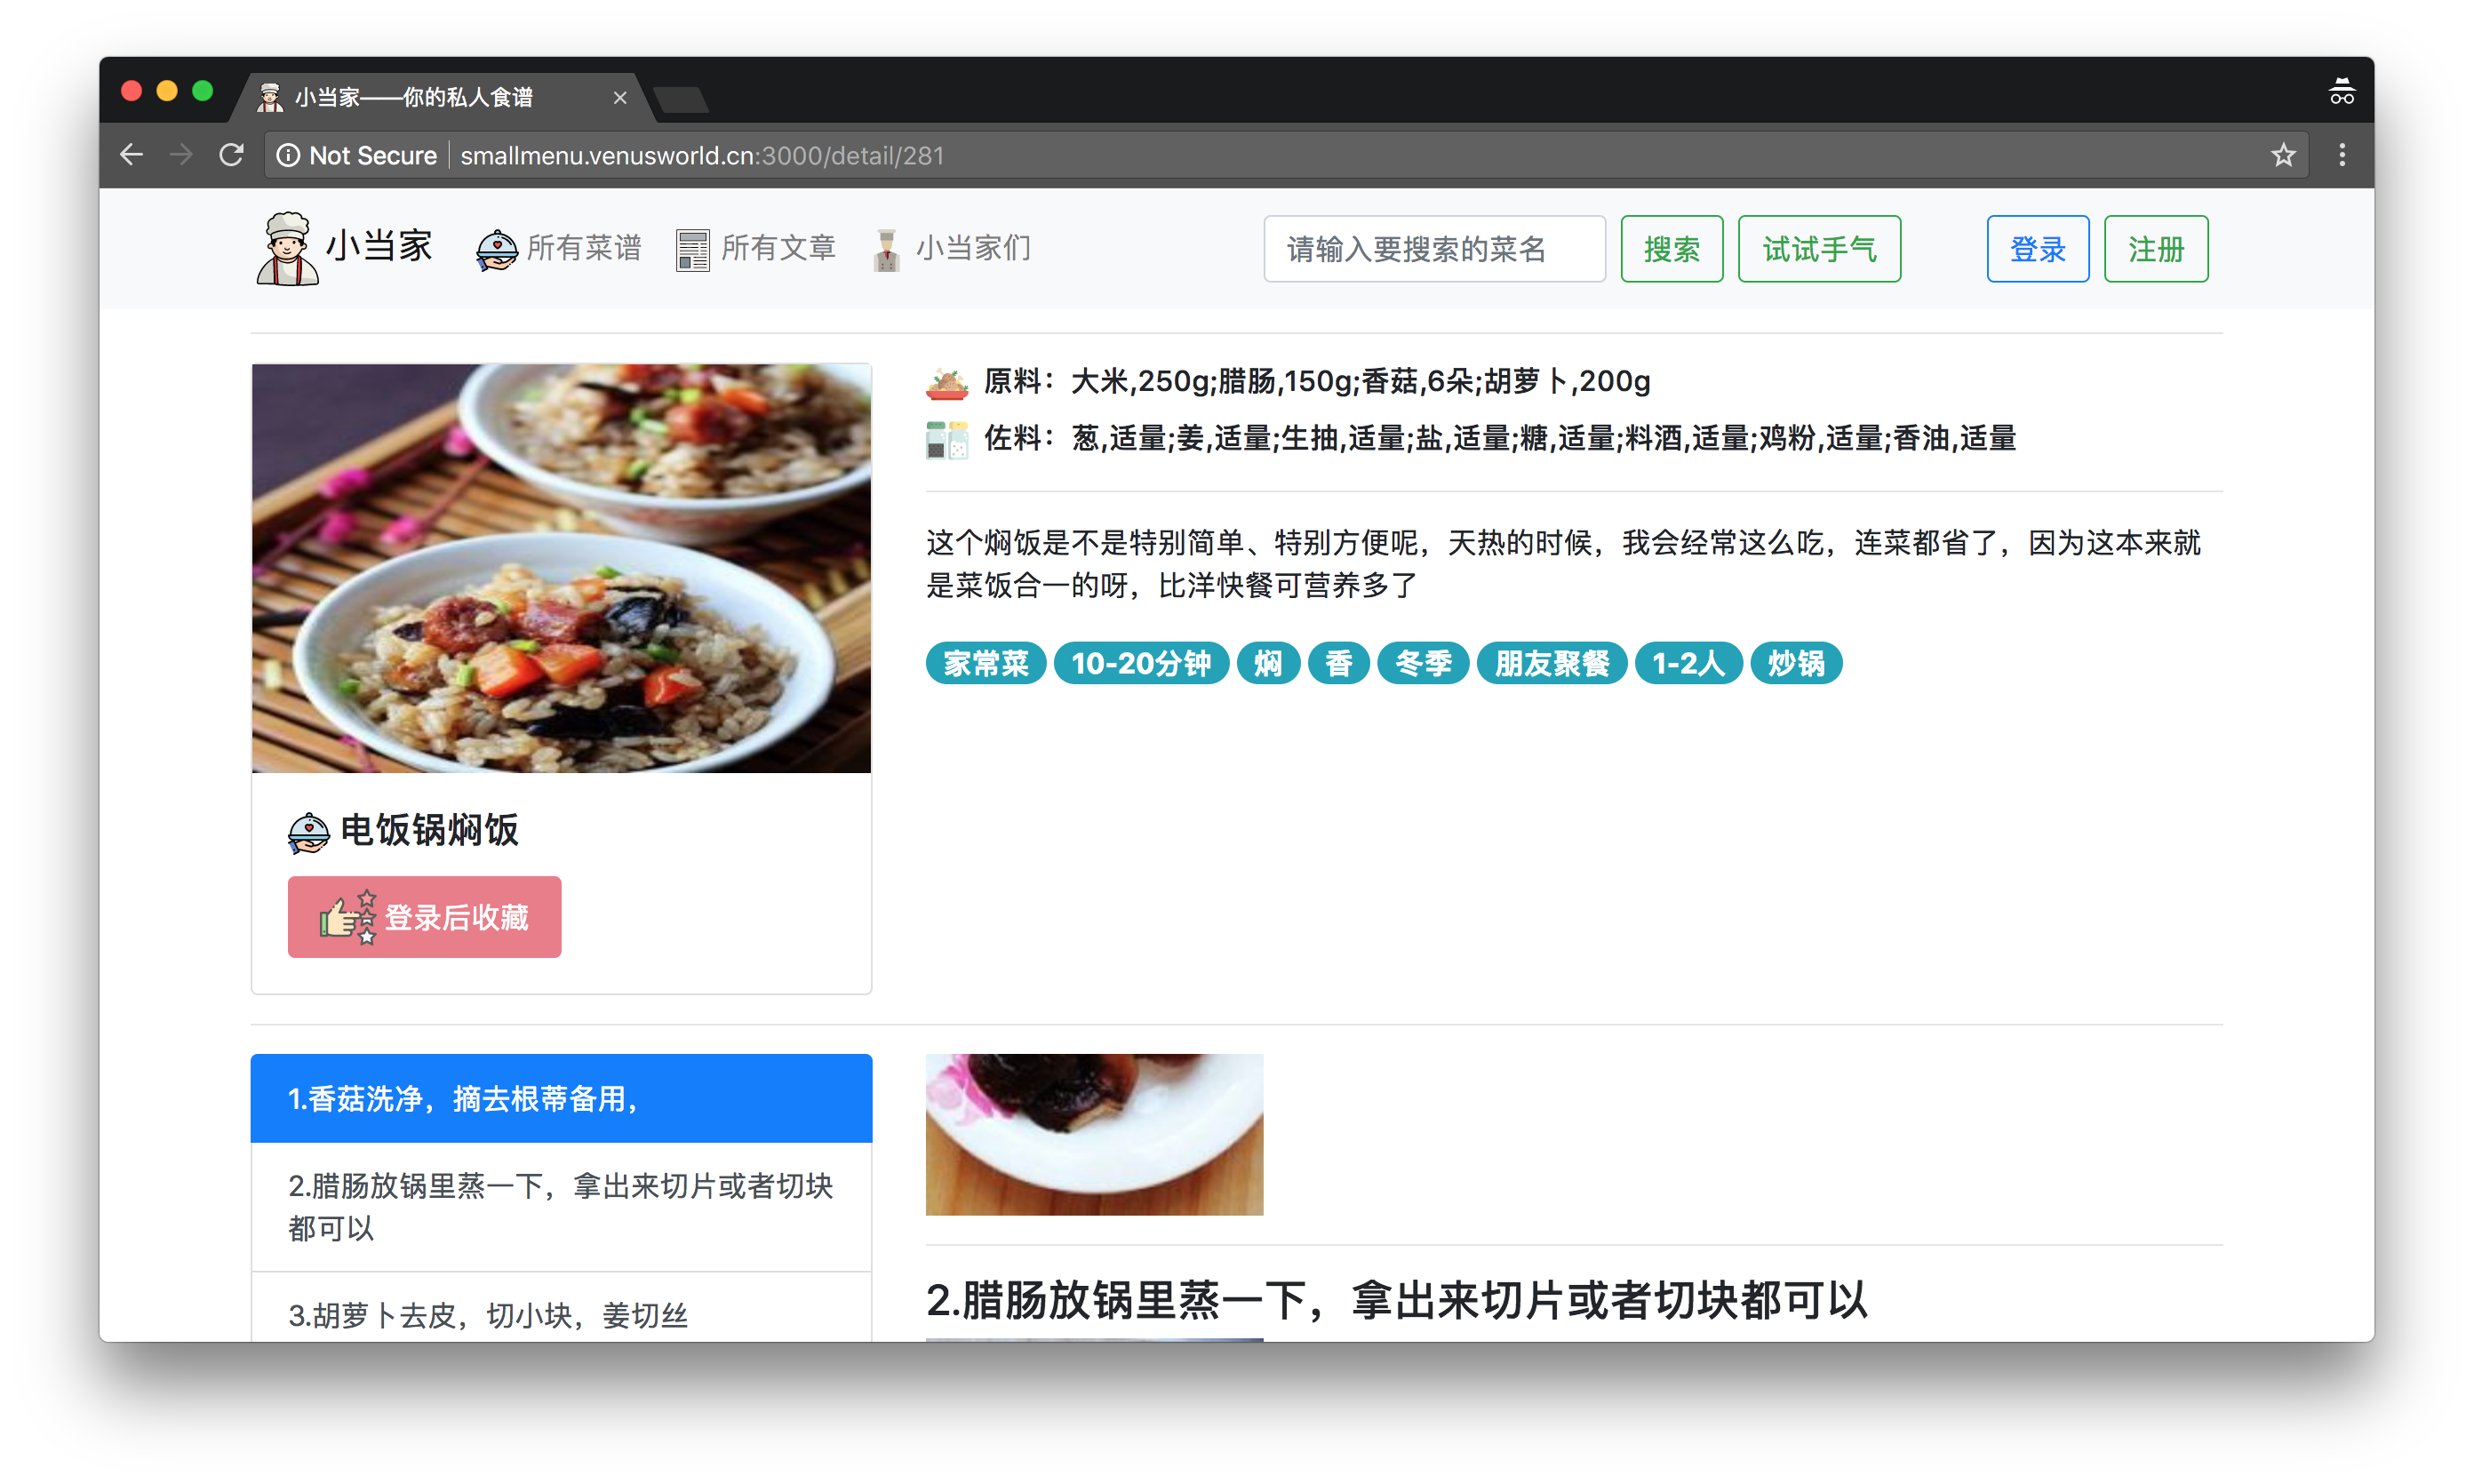 小当家——你的私人食谱
Not Secure
smallmenu.venusworld.cn:3000/detail/281
小当家
所有菜谱
所有文章
小当家们
请输入要搜索的菜名
搜索
试试手气
登录
注册
原料：大米,250g;腊肠,150g;香菇,6朵;胡萝卜,200g
佐料：葱,适量;姜,适量;生抽,适量;盐,适量;糖,适量;料酒,适量;鸡粉,适量;香油,适量
这个焖饭是不是特别简单、特别方便呢，天热的时候，我会经常这么吃，连菜都省了，因为这本来就
是菜饭合一的呀，比洋快餐可营养多了
家常菜 10-20分钟 焖 香 冬季 朋友聚餐 1-2人 炒锅
电饭锅焖饭
登录后收藏
1.香菇洗净，摘去根蒂备用，
2.腊肠放锅里蒸一下，拿出来切片或者切块
都可以
3.胡萝卜去皮，切小块，姜切丝
2.腊肠放锅里蒸一下，拿出来切片或者切块都可以